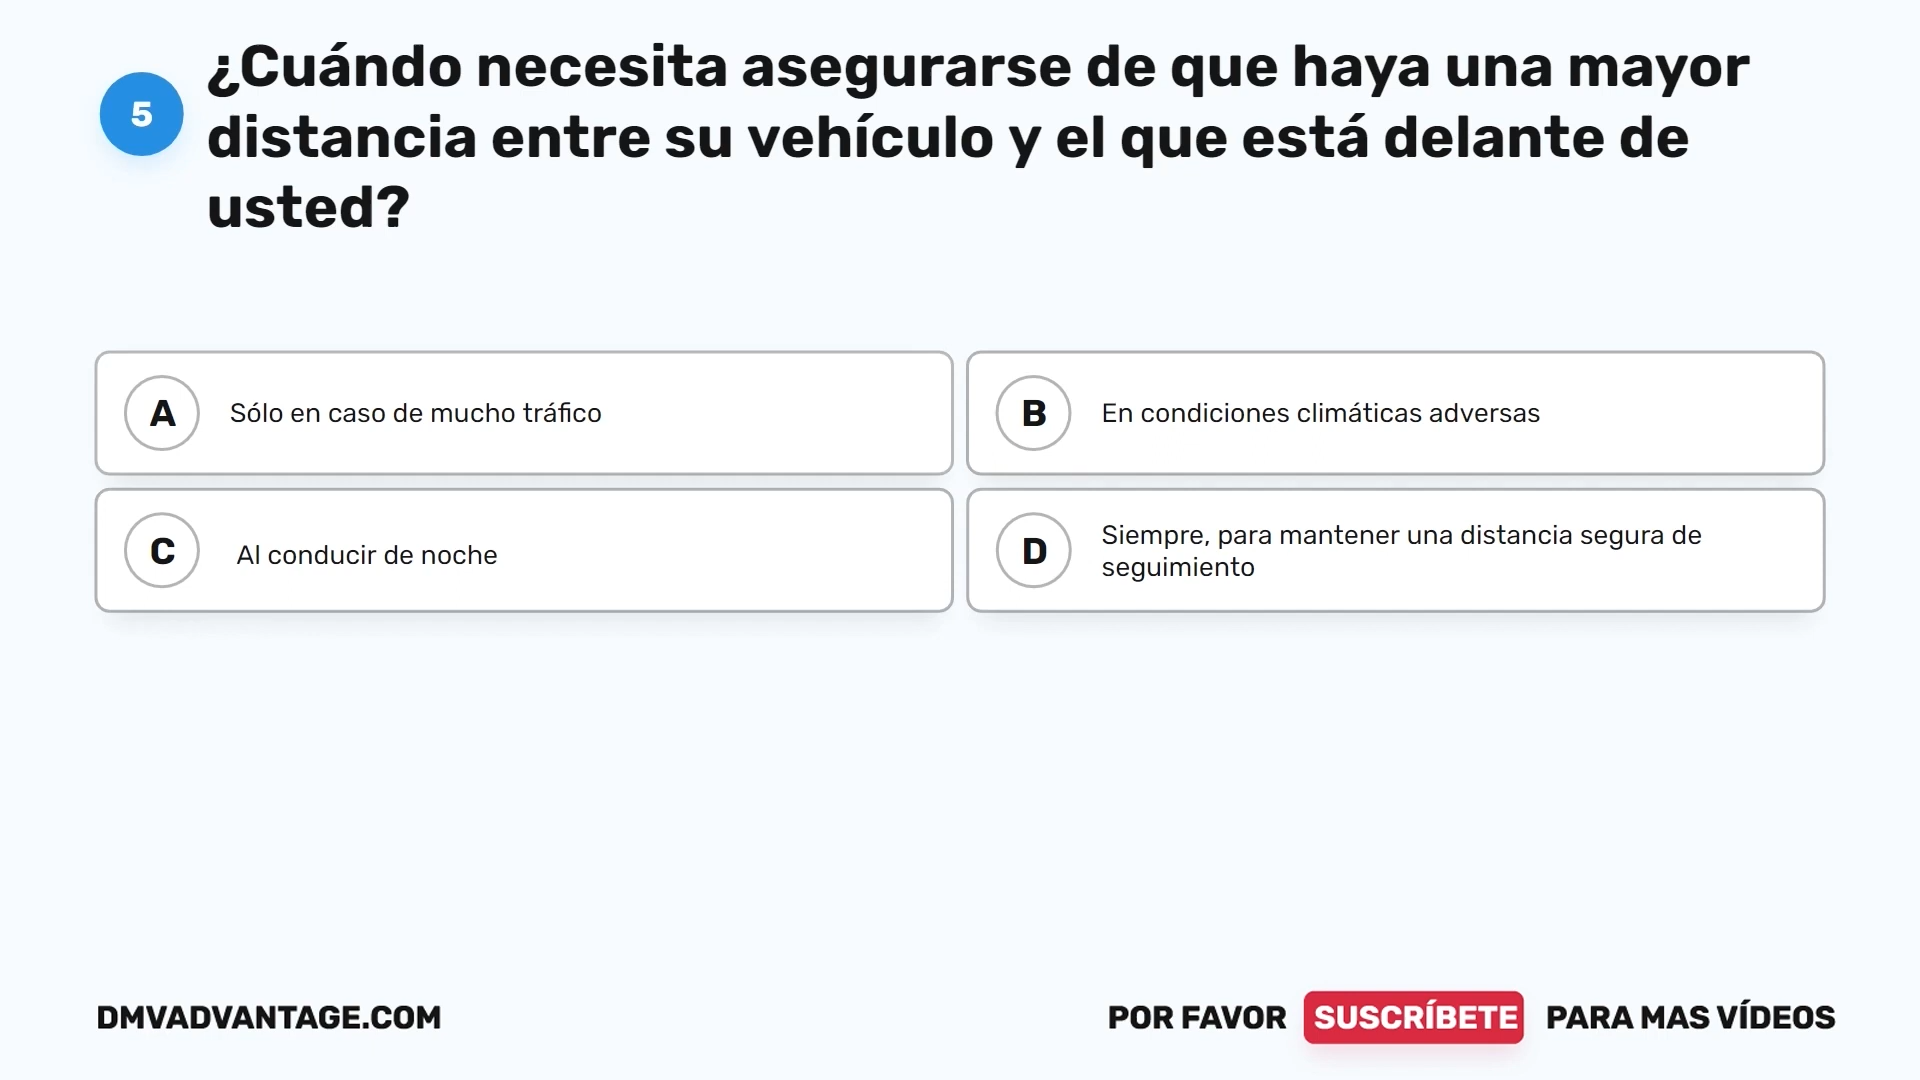 5
¿Cuándo necesita asegurarse de que haya una mayor
distancia entre su vehículo y el que está delante de
usted?
A Sólo en caso de mucho tráfico
B En condiciones climáticas adversas
C Al conducir de noche
D Siempre, para mantener una distancia segura de
seguimiento
DMVADVANTAGE.COM
POR FAVOR SUSCRÍBETE PARA MAS VÍDEOS